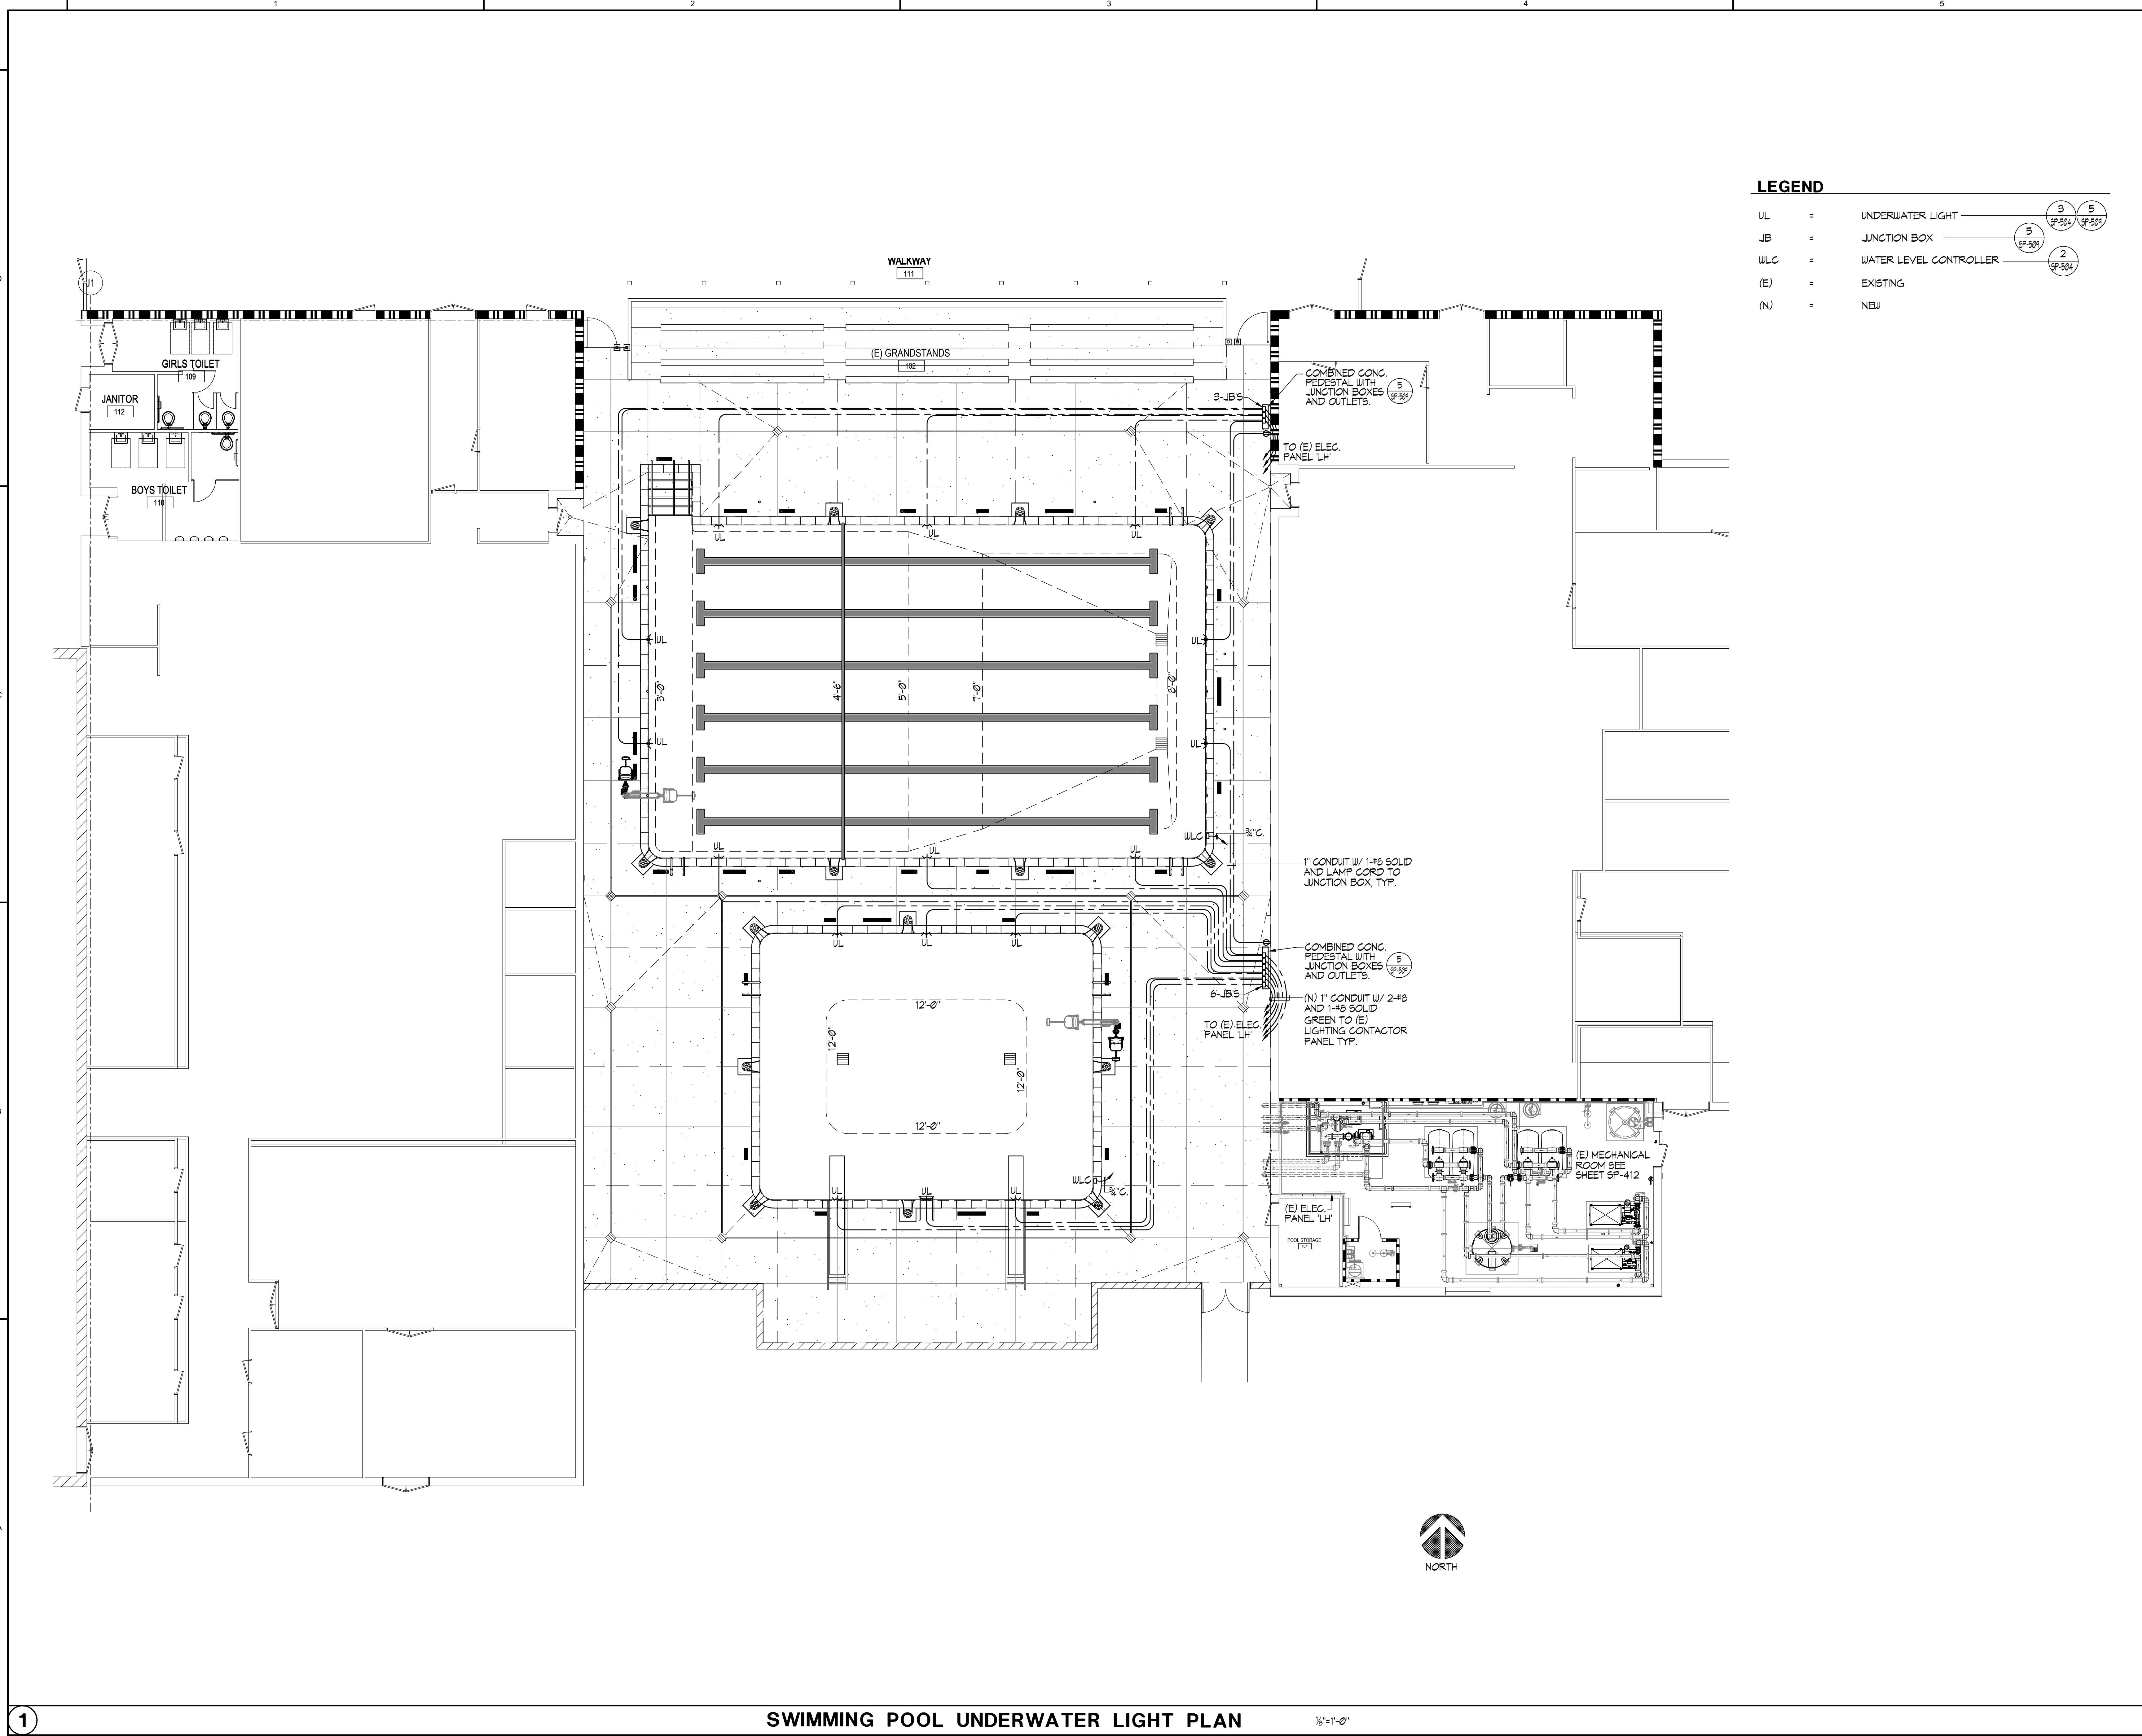 1
2
3
4
5
LEGEND
UL = UNDERWATER LIGHT 3 SP-504 5 SP-509
JB = JUNCTION BOX 5 SP-509
WLC = WATER LEVEL CONTROLLER 2 SP-504
(E) = EXISTING
(N) = NEW
WALKWAY
111
J1
(E) GRANDSTANDS
102
GIRLS TOILET
109
JANITOR
112
BOYS TOILET
110
COMBINED CONC.
PEDESTAL WITH
JUNCTION BOXES
AND OUTLETS.
5
SP-509
3-JB'S
TO (E) ELEC.
PANEL 'LH'
UL
UL
UL
UL
UL
3'-0"
4'-6"
5'-0"
7'-0"
8'-0"
UL
UL
WLC
3/4"C.
UL
UL
UL
1" CONDUIT W/ 1-#8 SOLID
AND LAMP CORD TO
JUNCTION BOX, TYP.
UL
UL
UL
COMBINED CONC.
PEDESTAL WITH
JUNCTION BOXES
AND OUTLETS.
5
SP-509
6-JB'S
(N) 1" CONDUIT W/ 2-#8
AND 1-#8 SOLID
GREEN TO (E)
LIGHTING CONTACTOR
PANEL TYP.
TO (E) ELEC.
PANEL 'LH'
12'-0"
12'-0"
12'-0"
12'-0"
WLC
3/4"C.
UL
UL
UL
(E) MECHANICAL
ROOM SEE
SHEET SP-412
(E) ELEC.
PANEL 'LH'
POOL STORAGE
NORTH
1
SWIMMING POOL UNDERWATER LIGHT PLAN
1/8"=1'-0"